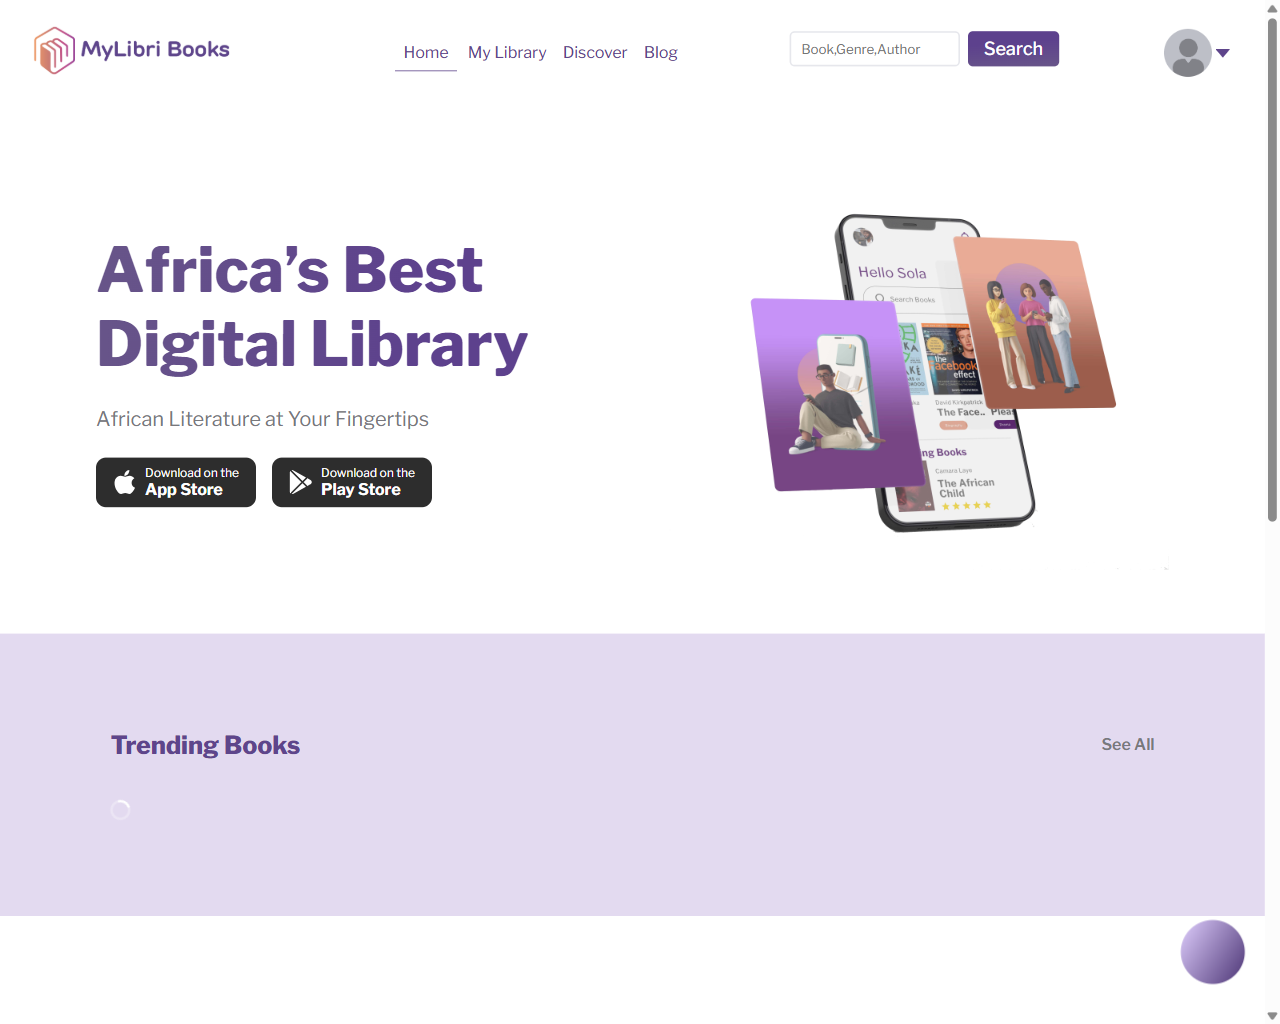 MyLibri Books
Home
My Library
Discover
Blog
Book,Genre,Author
Search
Africa’s Best
Digital Library
African Literature at Your Fingertips
Download on the
App Store
Download on the
Play Store
Hello Sola
Search Books
the
facebook
effect
David Kirkpatrick
The Face.. Pleas
ng Books
Camara Laye
The African
Child
Trending Books
See All